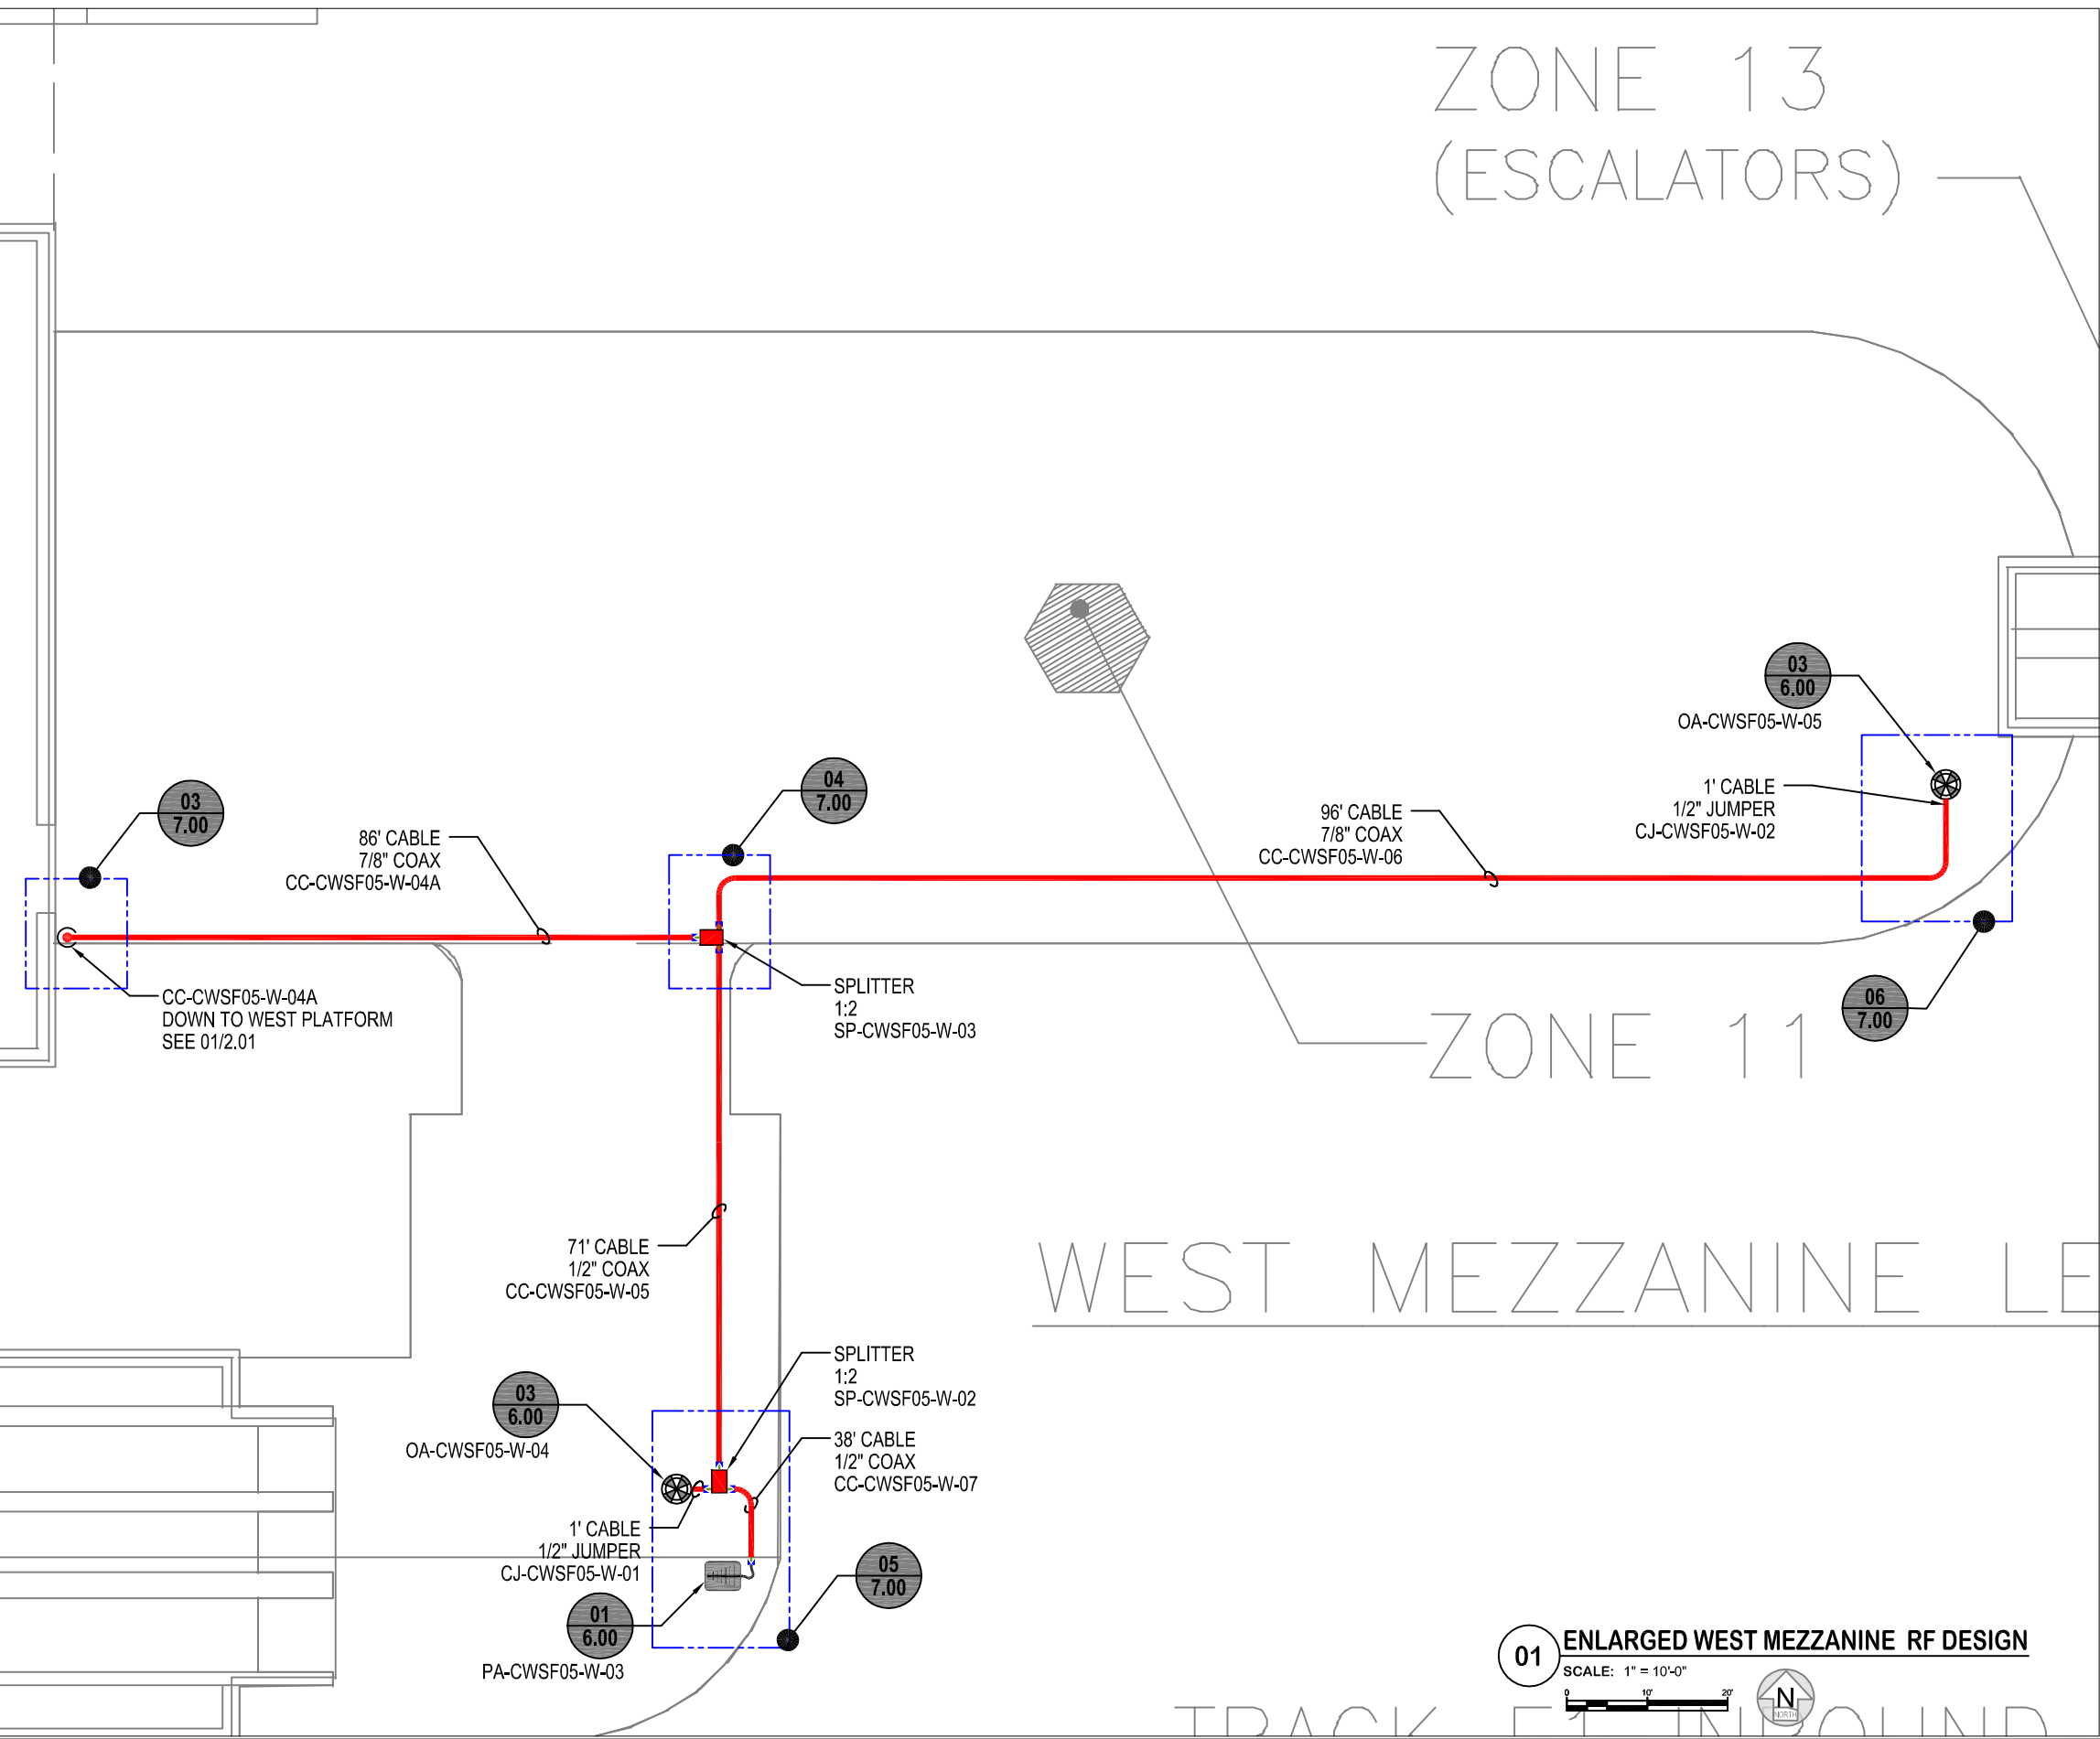 ZONE 13
(ESCALATORS)
03
6.00
OA-CWSF05-W-05
1' CABLE
1/2" JUMPER
CJ-CWSF05-W-02
04
7.00
03
7.00
96' CABLE
7/8" COAX
CC-CWSF05-W-06
86' CABLE
7/8" COAX
CC-CWSF05-W-04A
CC-CWSF05-W-04A
DOWN TO WEST PLATFORM
SEE 01/2.01
SPLITTER
1:2
SP-CWSF05-W-03
06
7.00
ZONE 11
71' CABLE
1/2" COAX
CC-CWSF05-W-05
WEST MEZZANINE LE
SPLITTER
1:2
SP-CWSF05-W-02
03
6.00
OA-CWSF05-W-04
38' CABLE
1/2" COAX
CC-CWSF05-W-07
1' CABLE
1/2" JUMPER
CJ-CWSF05-W-01
05
7.00
01
6.00
PA-CWSF05-W-03
01
ENLARGED WEST MEZZANINE RF DESIGN
SCALE: 1" = 10'-0"
0 10' 20'
N
NORTH
TRACK INBOUND